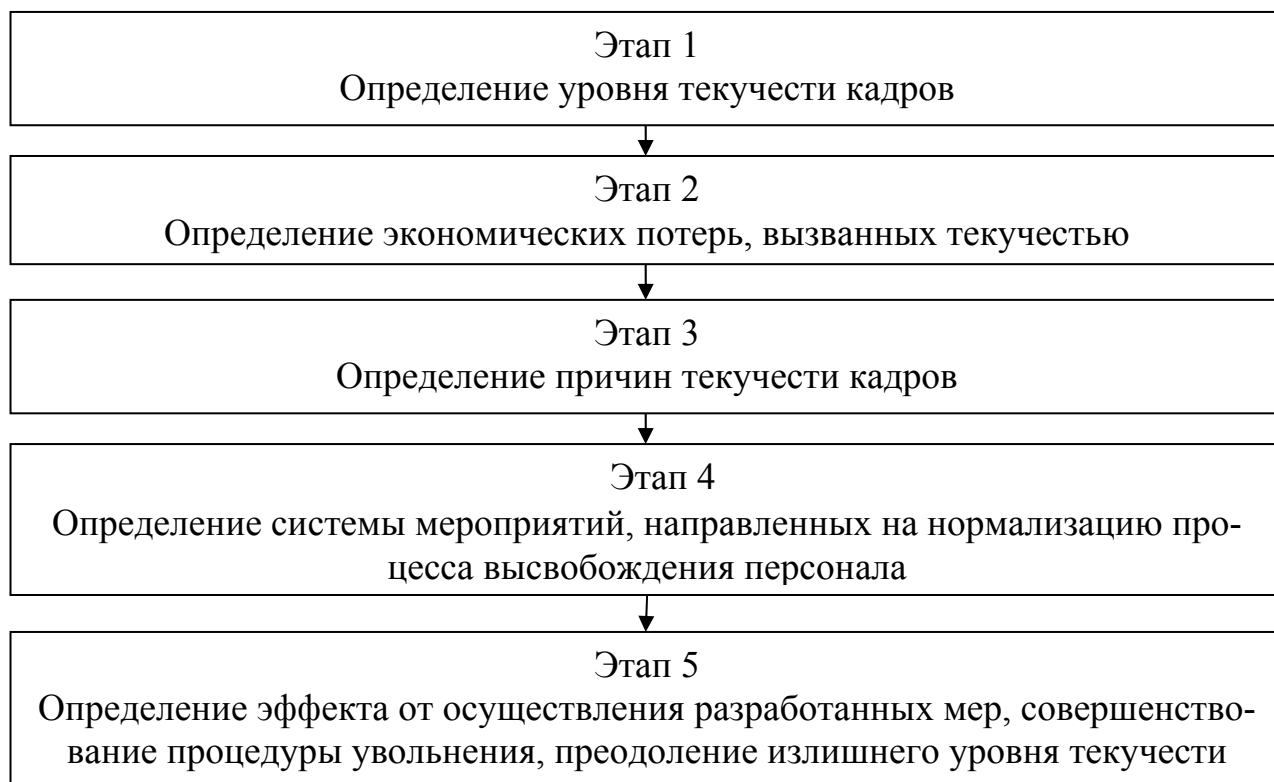 Этап 1
Определение уровня текучести кадров
Этап 2
Определение экономических потерь, вызванных текучестью
Этап 3
Определение причин текучести кадров
Этап 4
Определение системы мероприятий, направленных на нормализацию про-
цесса высвобождения персонала
Этап 5
Определение эффекта от осуществления разработанных мер, совершенство-
вание процедуры увольнения, преодоление излишнего уровня текучести